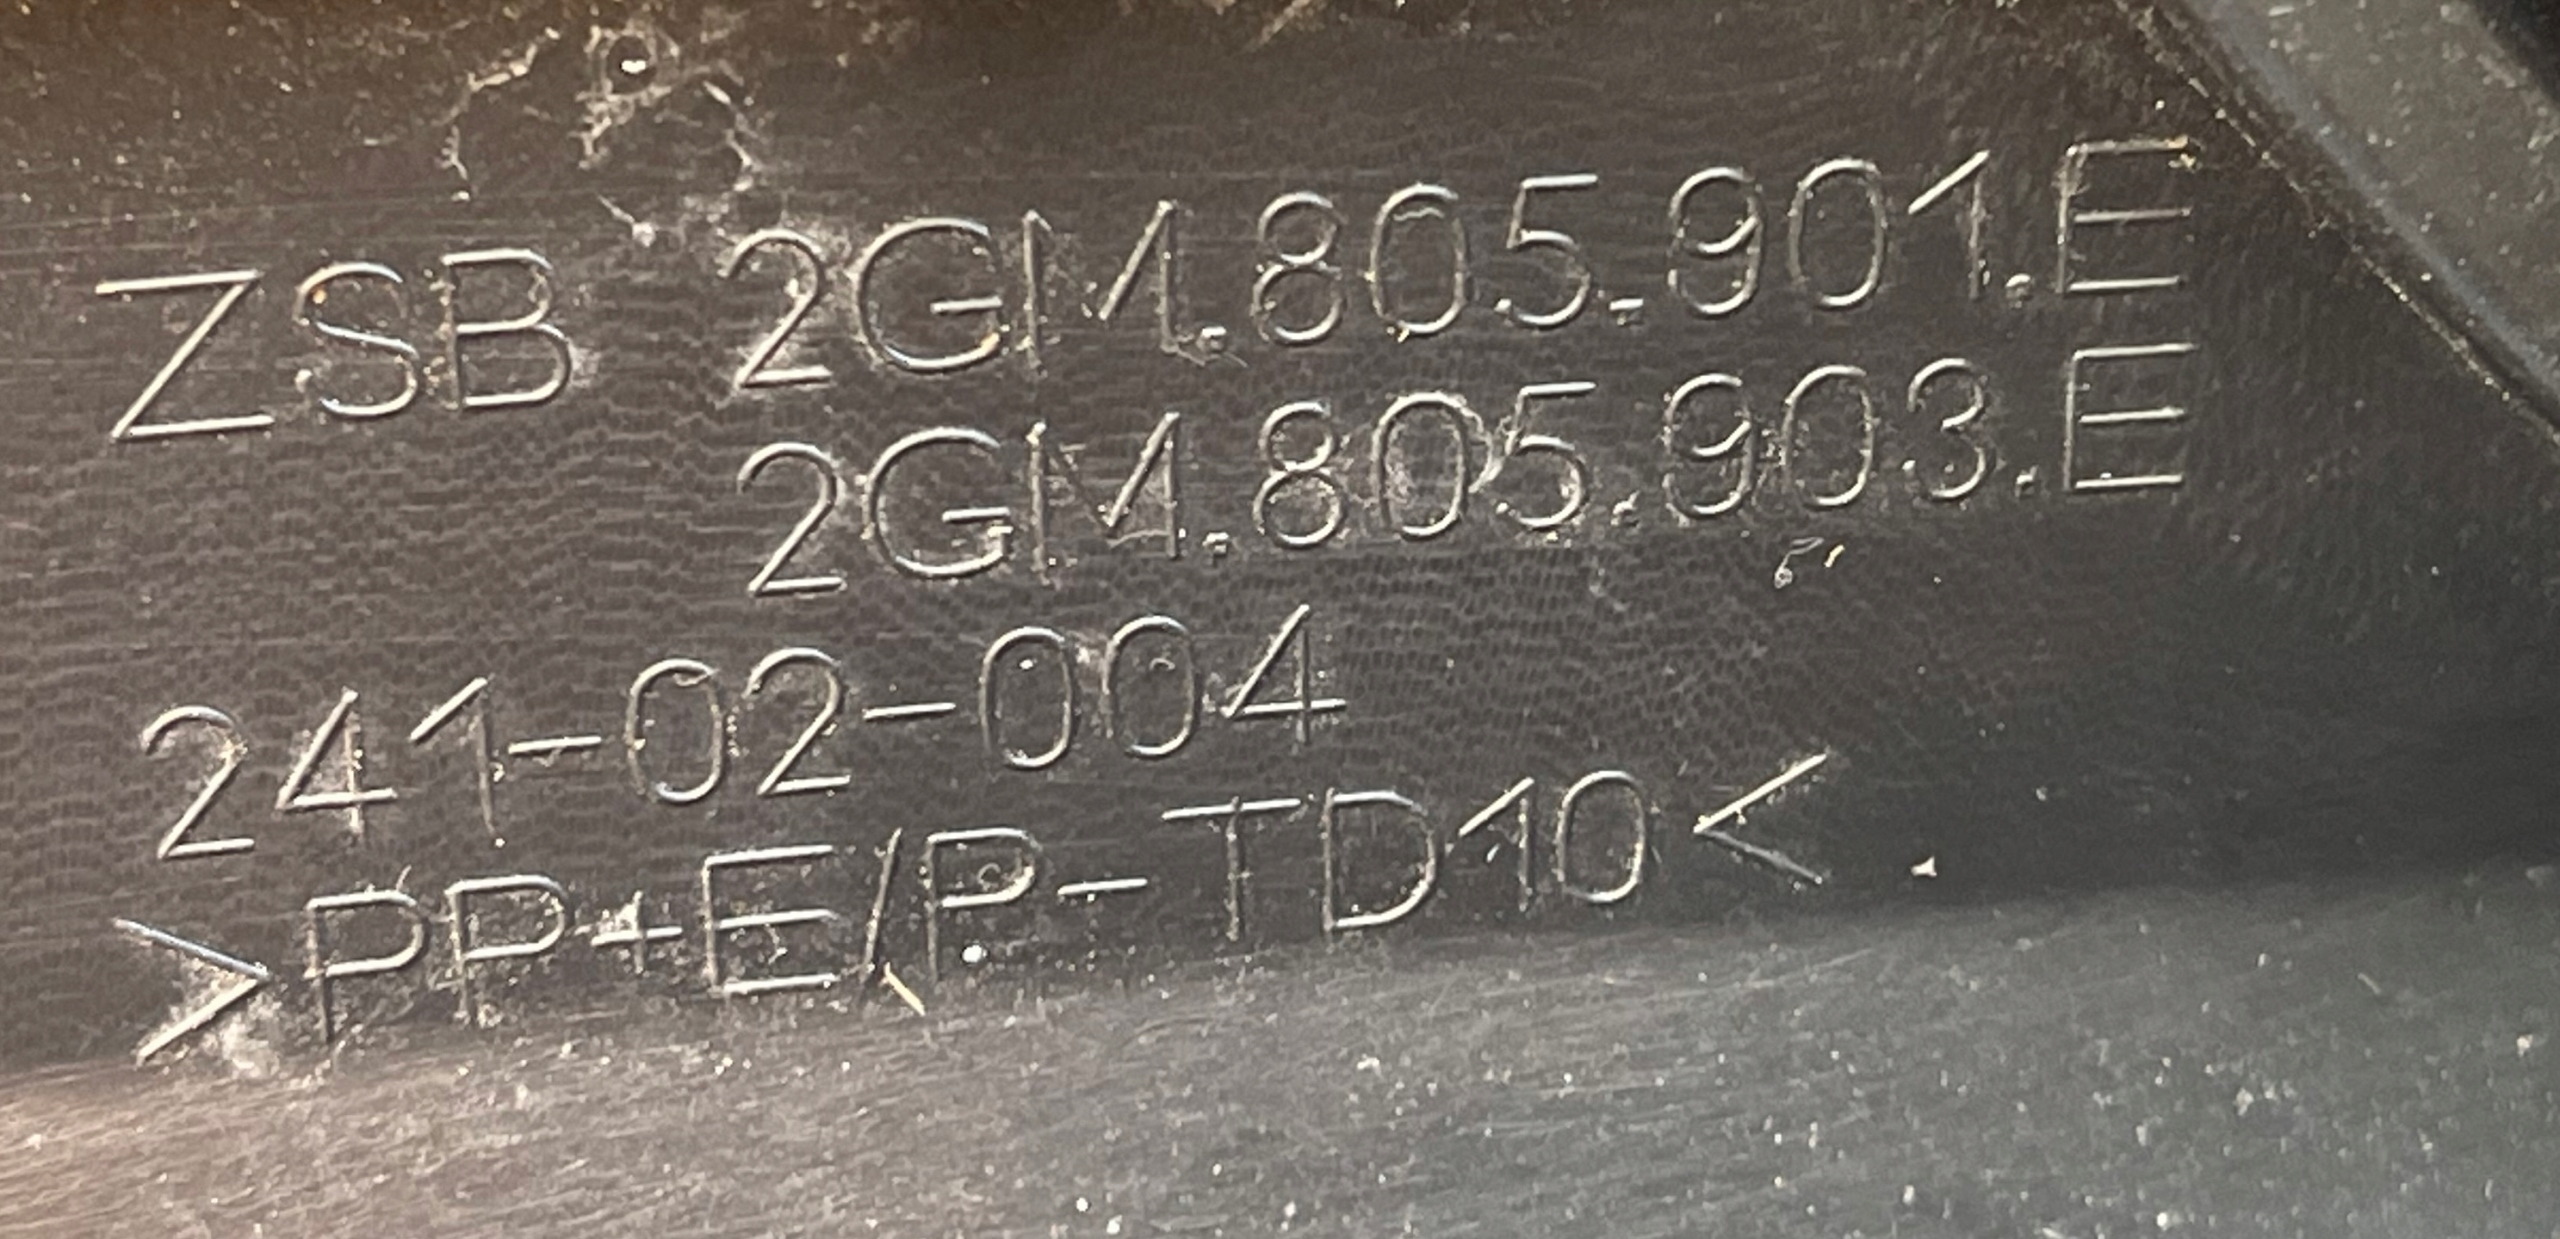 ZSB 2GM.805.901.E
2GM.805.903.E
241-02-004
>PP+E/P-TD10<